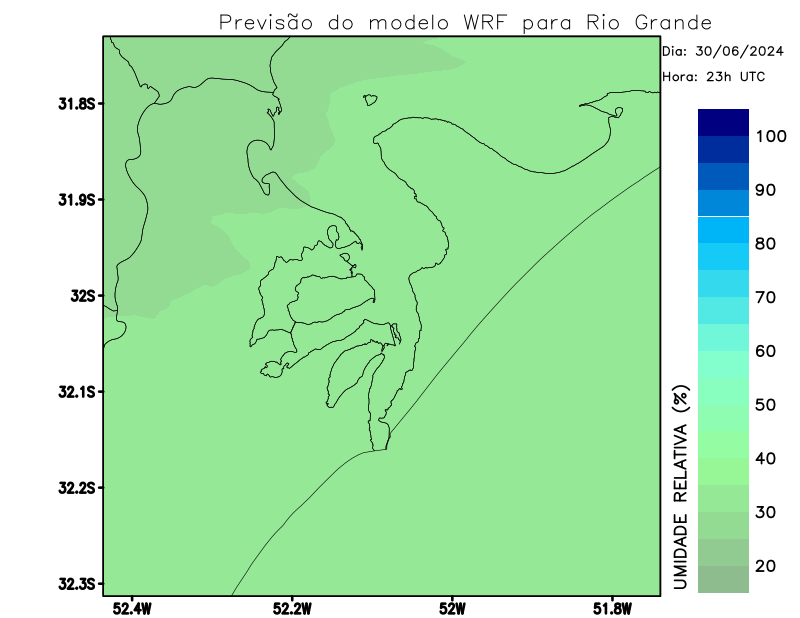 Previsão do modelo WRF para Rio Grande
Dia: 30/06/2024
Hora: 23h UTC
31.8S
31.9S
32S
32.1S
32.2S
32.3S
52.4W
52.2W
52W
51.8W
100
90
80
70
60
50
40
30
20
UMIDADE RELATIVA (%)